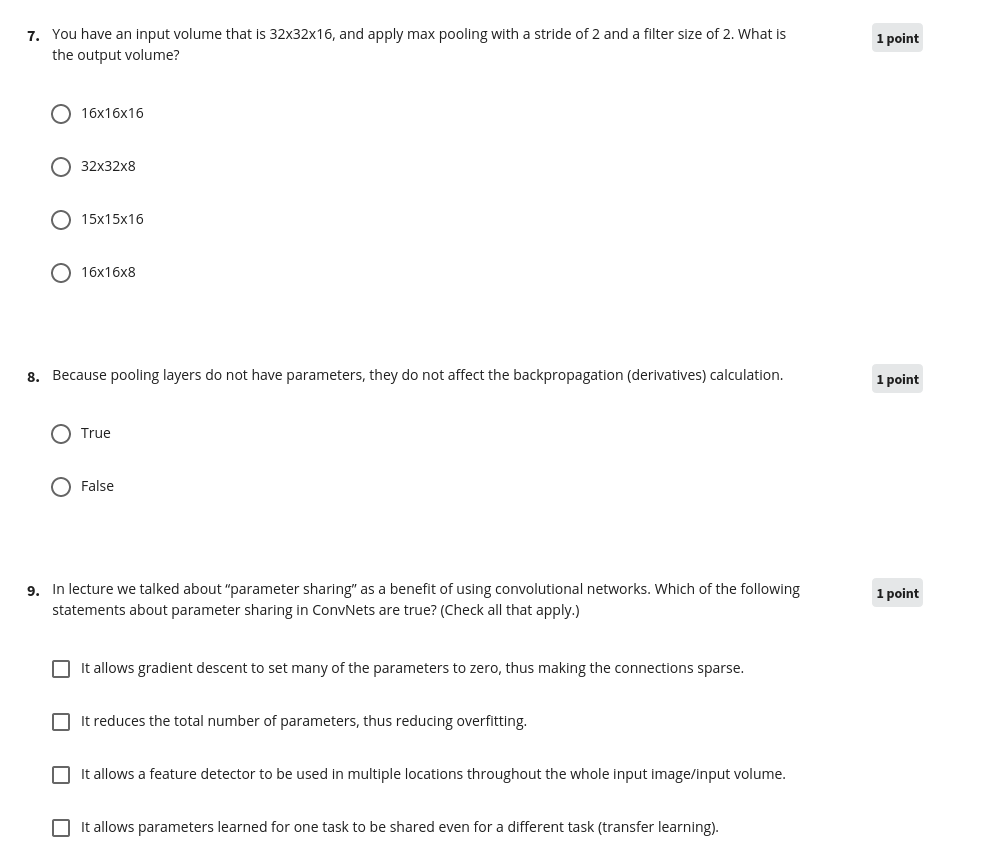 7. You have an input volume that is 32x32x16, and apply max pooling with a stride of 2 and a filter size of 2. What is
the output volume?
1 point
16x16x16
32x32x8
15x15x16
16x16x8
8. Because pooling layers do not have parameters, they do not affect the backpropagation (derivatives) calculation.
1 point
True
False
9. In lecture we talked about “parameter sharing” as a benefit of using convolutional networks. Which of the following
statements about parameter sharing in ConvNets are true? (Check all that apply.)
1 point
It allows gradient descent to set many of the parameters to zero, thus making the connections sparse.
It reduces the total number of parameters, thus reducing overfitting.
It allows a feature detector to be used in multiple locations throughout the whole input image/input volume.
It allows parameters learned for one task to be shared even for a different task (transfer learning).